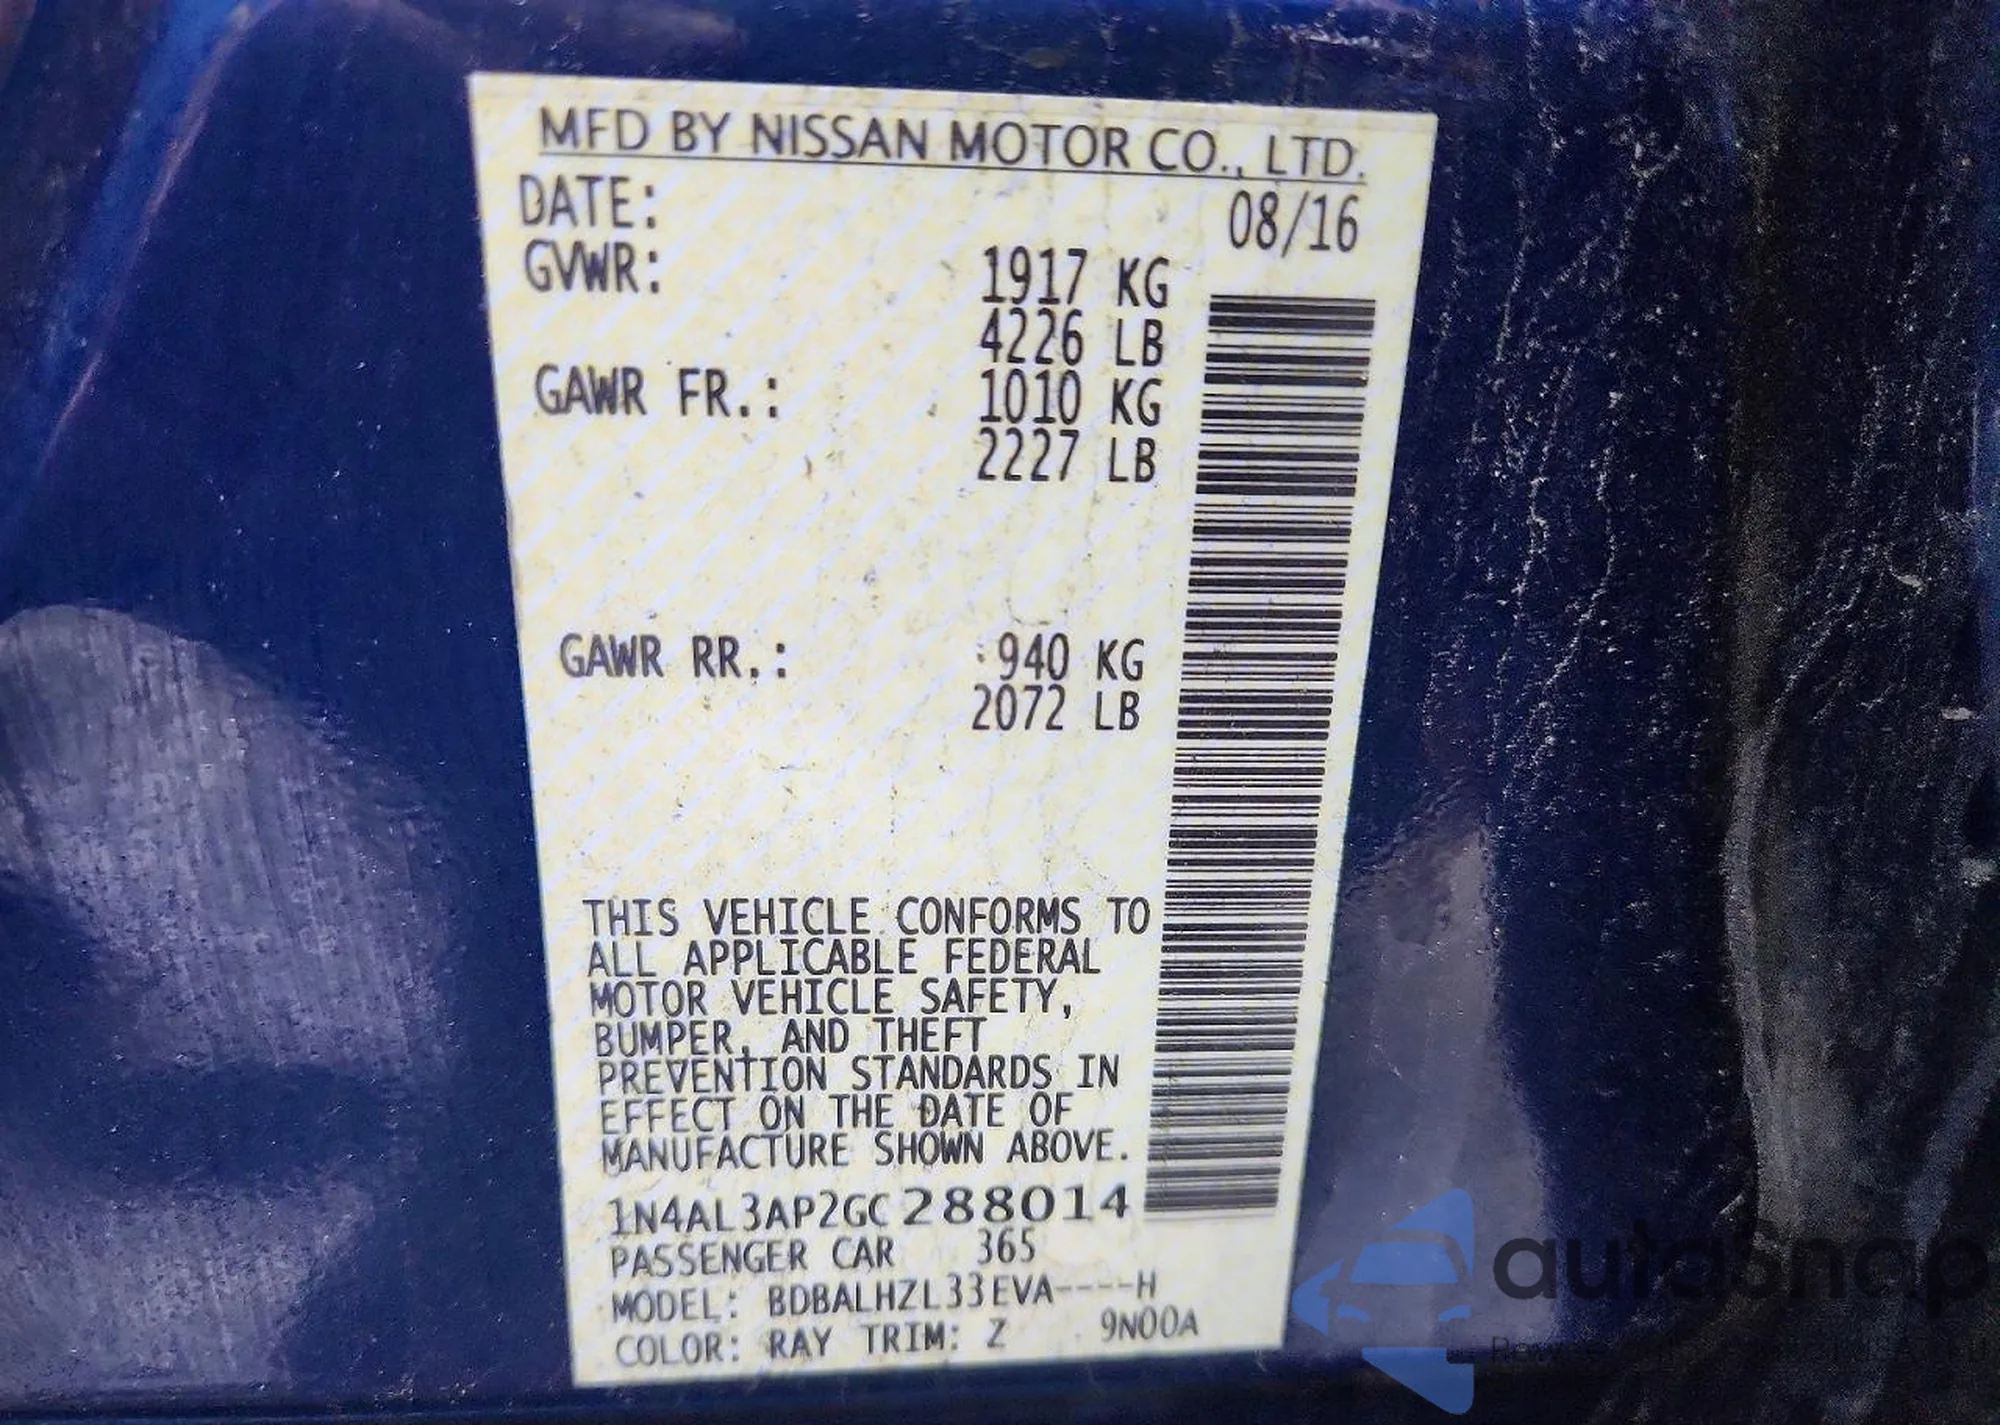 MFD BY NISSAN MOTOR CO., LTD.
DATE: 08/16
GVWR: 1917 KG
4226 LB
GAWR FR.: 1010 KG
2227 LB
GAWR RR.: 940 KG
2072 LB
THIS VEHICLE CONFORMS TO
ALL APPLICABLE FEDERAL
MOTOR VEHICLE SAFETY,
BUMPER, AND THEFT
PREVENTION STANDARDS IN
EFFECT ON THE DATE OF
MANUFACTURE SHOWN ABOVE.
1N4AL3AP2GC288014
PASSENGER CAR 365
MODEL: BDBALHZL33EVA----H
COLOR: RAY TRIM: Z 9N00A
autosnap